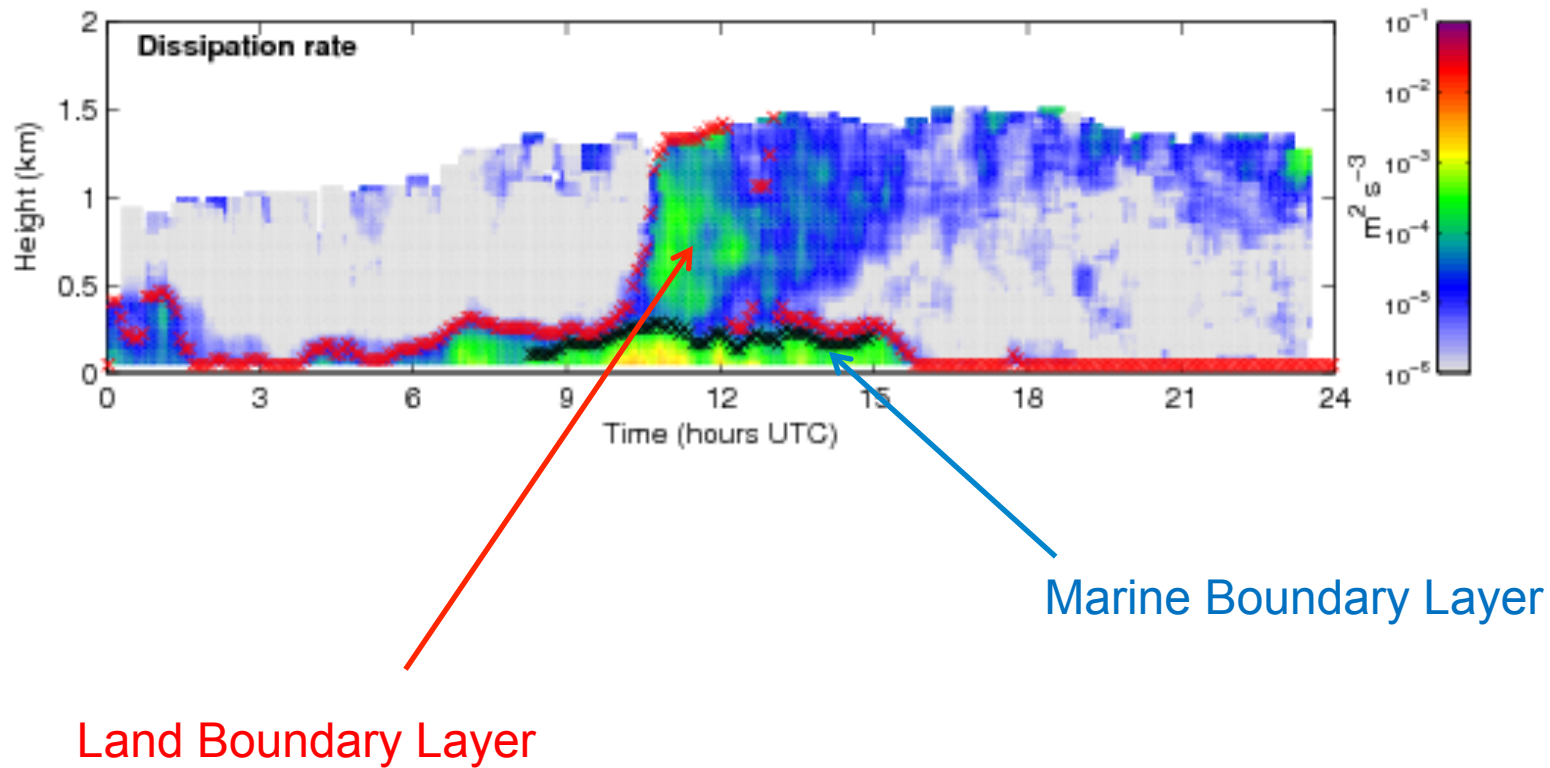 Dissipation rate
2
1.5
1
0.5
0
Height (km)
0 3 6 9 12 15 18 21 24
Time (hours UTC)
10⁻¹
10⁻²
10⁻³
10⁻⁴
10⁻⁵
10⁻⁶
m² s⁻³
Marine Boundary Layer
Land Boundary Layer